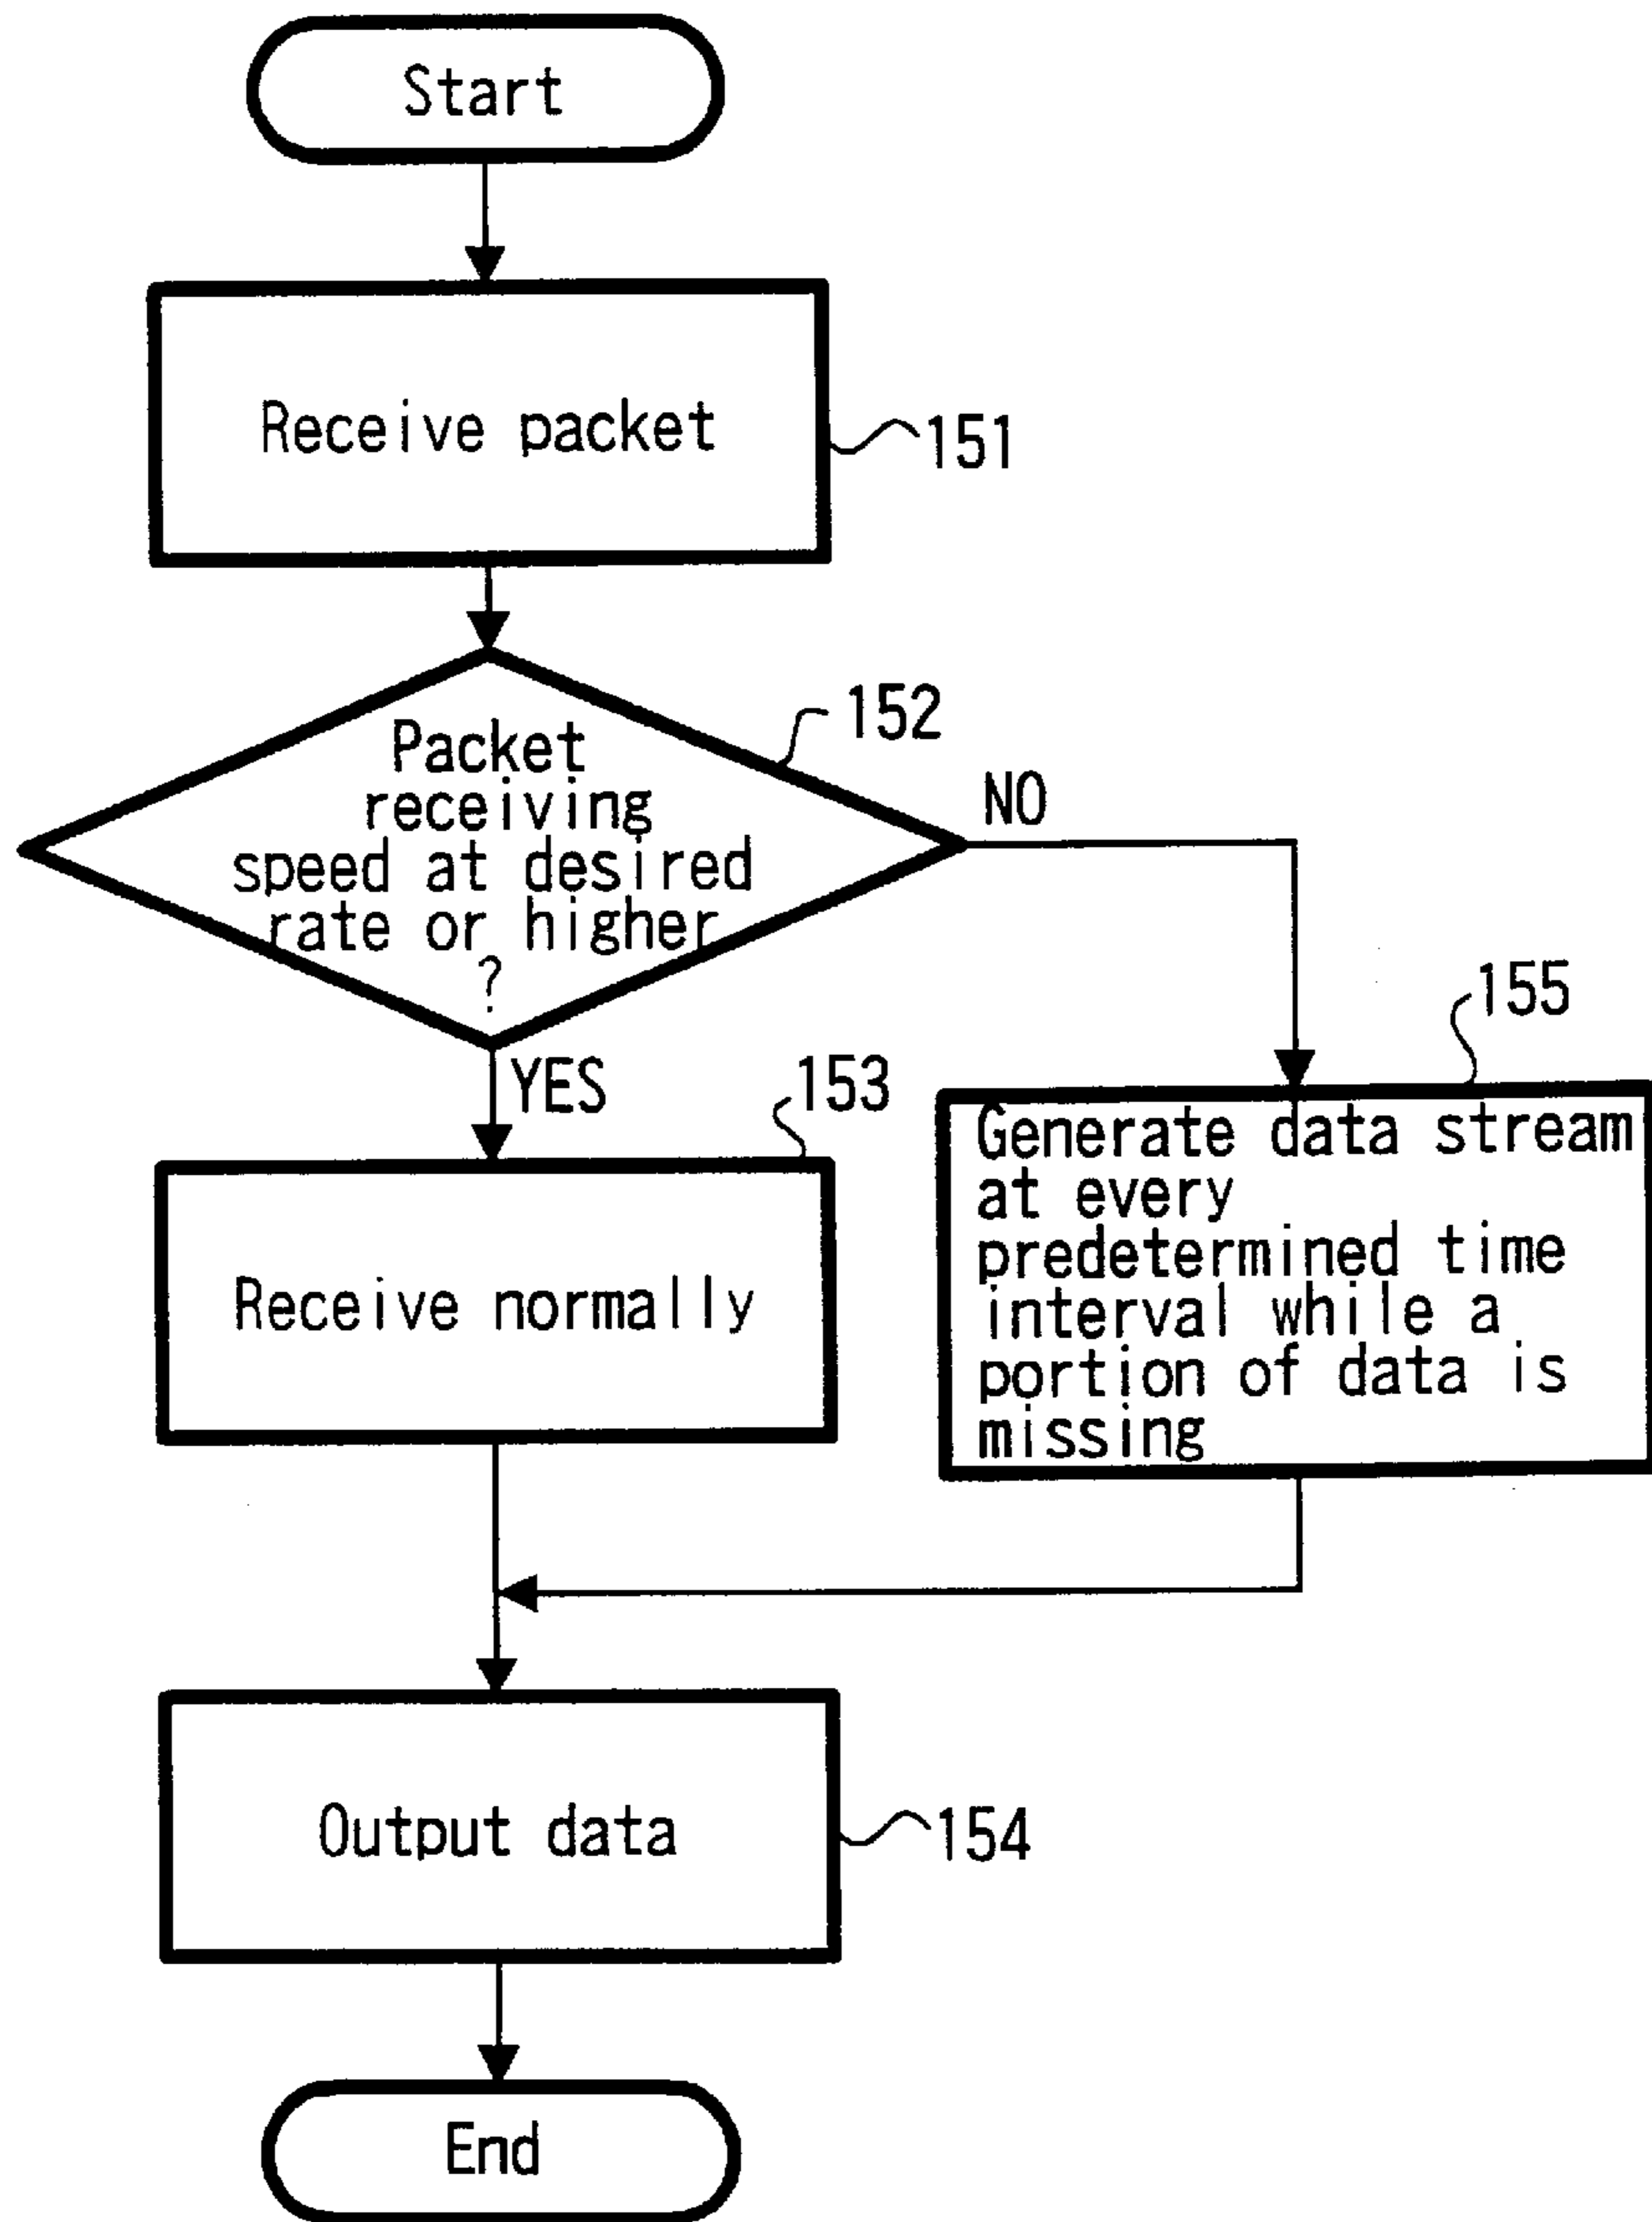 Start
Receive packet
151
Packet
receiving
speed at desired
rate or higher
?
152
NO
YES
153
155
Receive normally
Generate data stream
at every
predetermined time
interval while a
portion of data is
missing
Output data
154
End